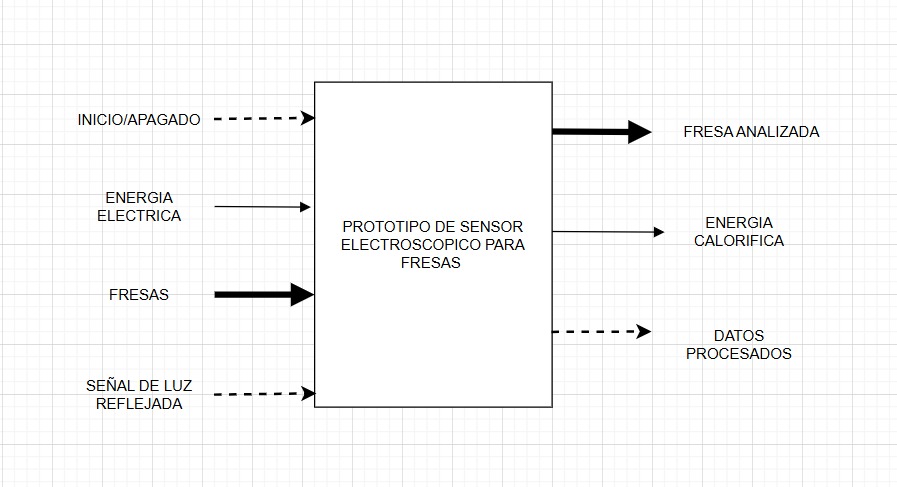 INICIO/APAGADO
ENERGIA
ELECTRICA
FRESAS
SEÑAL DE LUZ
REFLEJADA
PROTOTIPO DE SENSOR
ELECTROSCOPICO PARA
FRESAS
FRESA ANALIZADA
ENERGIA
CALORIFICA
DATOS
PROCESADOS